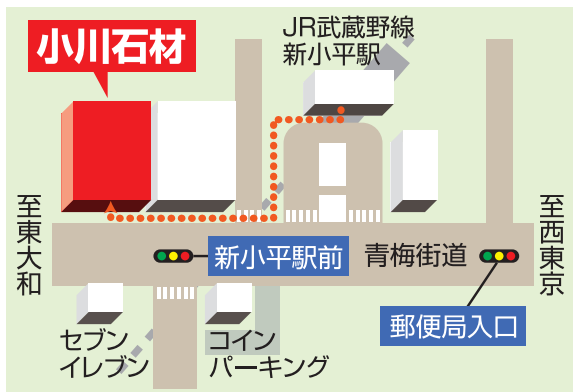 小川石材
JR武蔵野線
新小平駅
至東大和
至西東京
新小平駅前
青梅街道
郵便局入口
セブン
イレブン
コイン
パーキング